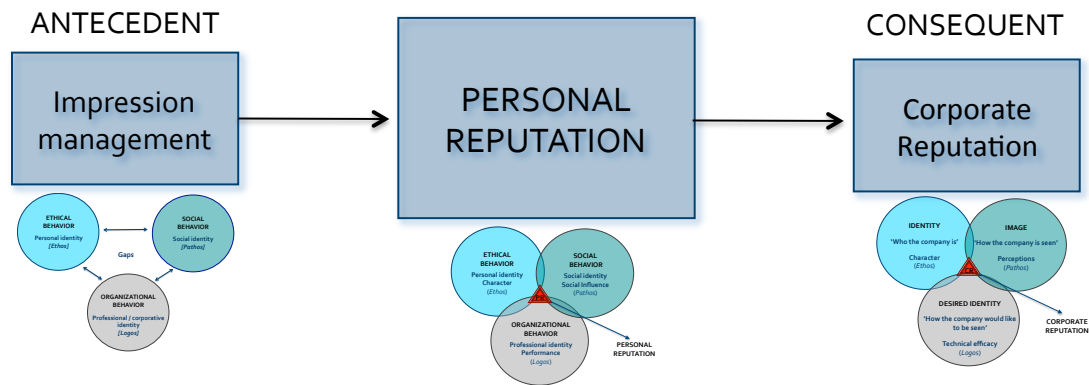 ANTECEDENT
Impression
management
ETHICAL
BEHAVIOR
Personal identity
[Ethos]
SOCIAL
BEHAVIOR
Social identity
[Pathos]
Gaps
ORGANIZATIONAL
BEHAVIOR
Professional / corporative
identity
[Logos]
PERSONAL
REPUTATION
ETHICAL
BEHAVIOR
Personal identity
Character
(Ethos)
SOCIAL
BEHAVIOR
Social identity
Social Influence
(Pathos)
ORGANIZATIONAL
BEHAVIOR
Professional identity
Performance
(Logos)
PERSONAL
REPUTATION
CONSEQUENT
Corporate
Reputation
IDENTITY
'Who the company is'
Character
(Ethos)
IMAGE
'How the company is seen'
Perceptions
(Pathos)
DESIRED IDENTITY
'How the company would like
to be seen'
Technical efficacy
(Logos)
CORPORATE
REPUTATION